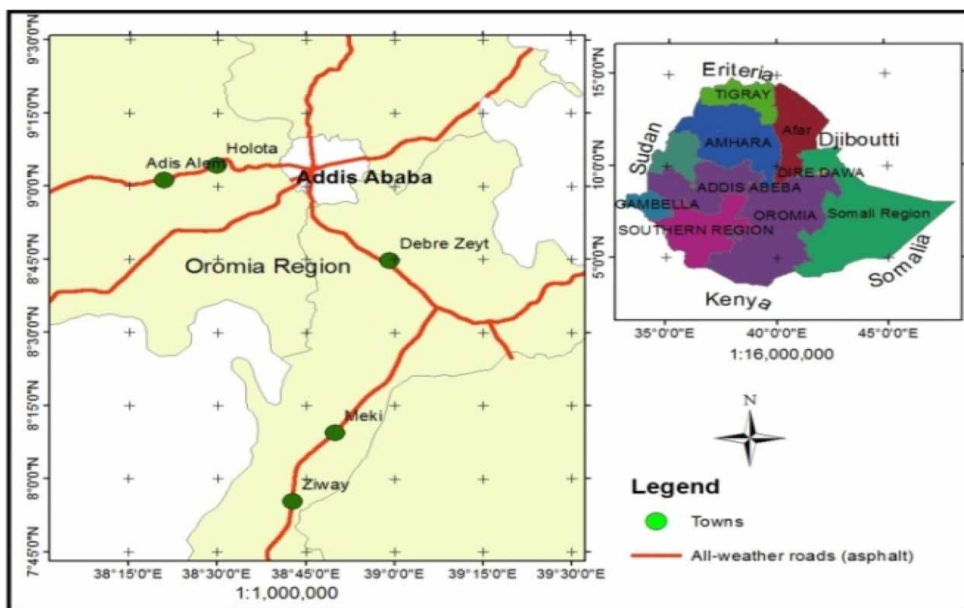 9°30'0"N
9°15'0"N
9°0'0"N
8°45'0"N
8°30'0"N
8°15'0"N
8°0'0"N
7°45'0"N
Holota
Adis Alem
Addis Ababa
Debre Zeyt
Oromia Region
Meki
Ziway
38°15'0"E 38°30'0"E 38°45'0"E 39°0'0"E 39°15'0"E 39°30'0"E
1:1,000,000
15°0'0"N
10°0'0"N
5°0'0"N
Eriteria
TIGRAY
Afar
Sudan
AMHARA
Djiboutti
DIRE DAWA
ADDIS ABEBA
GAMBELLA
OROMIA
Somali Region
SOUTHERN REGION
Somalia
Kenya
35°0'0"E 40°0'0"E 45°0'0"E
1:16,000,000
N
Legend
Towns
All-weather roads (asphalt)